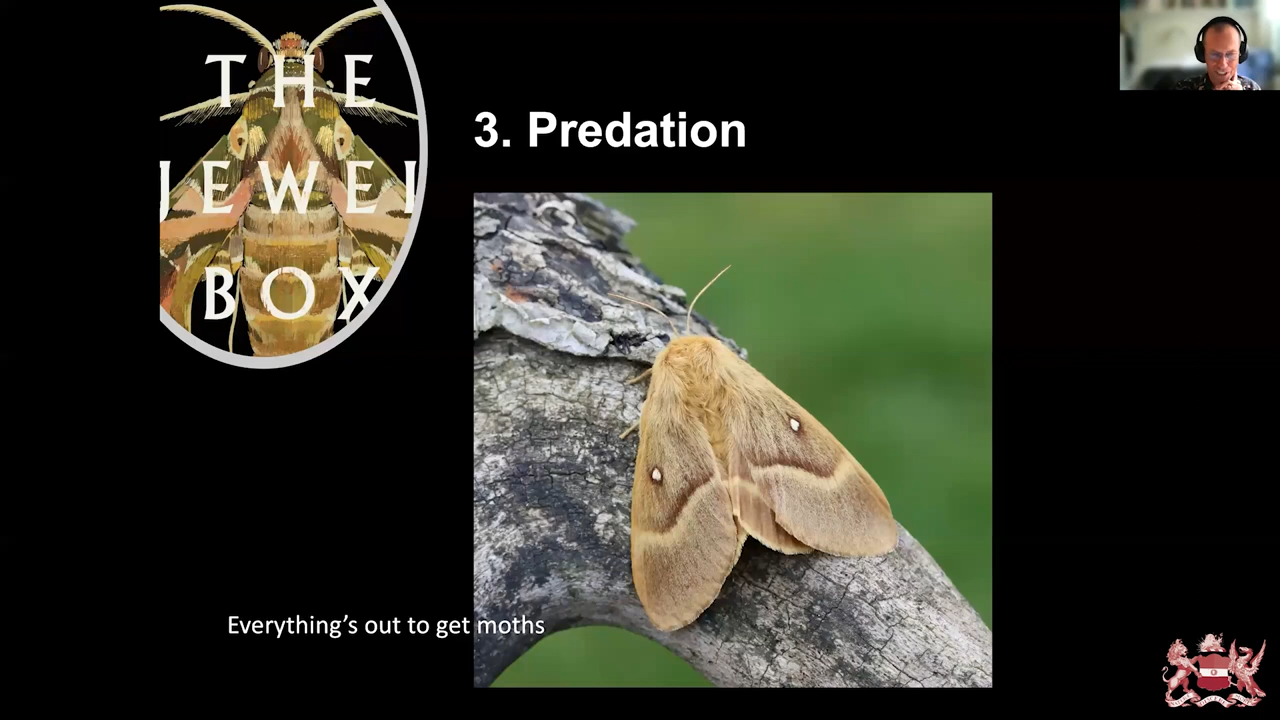 THE
JEWEL
BOX
3. Predation
Everything's out to get moths